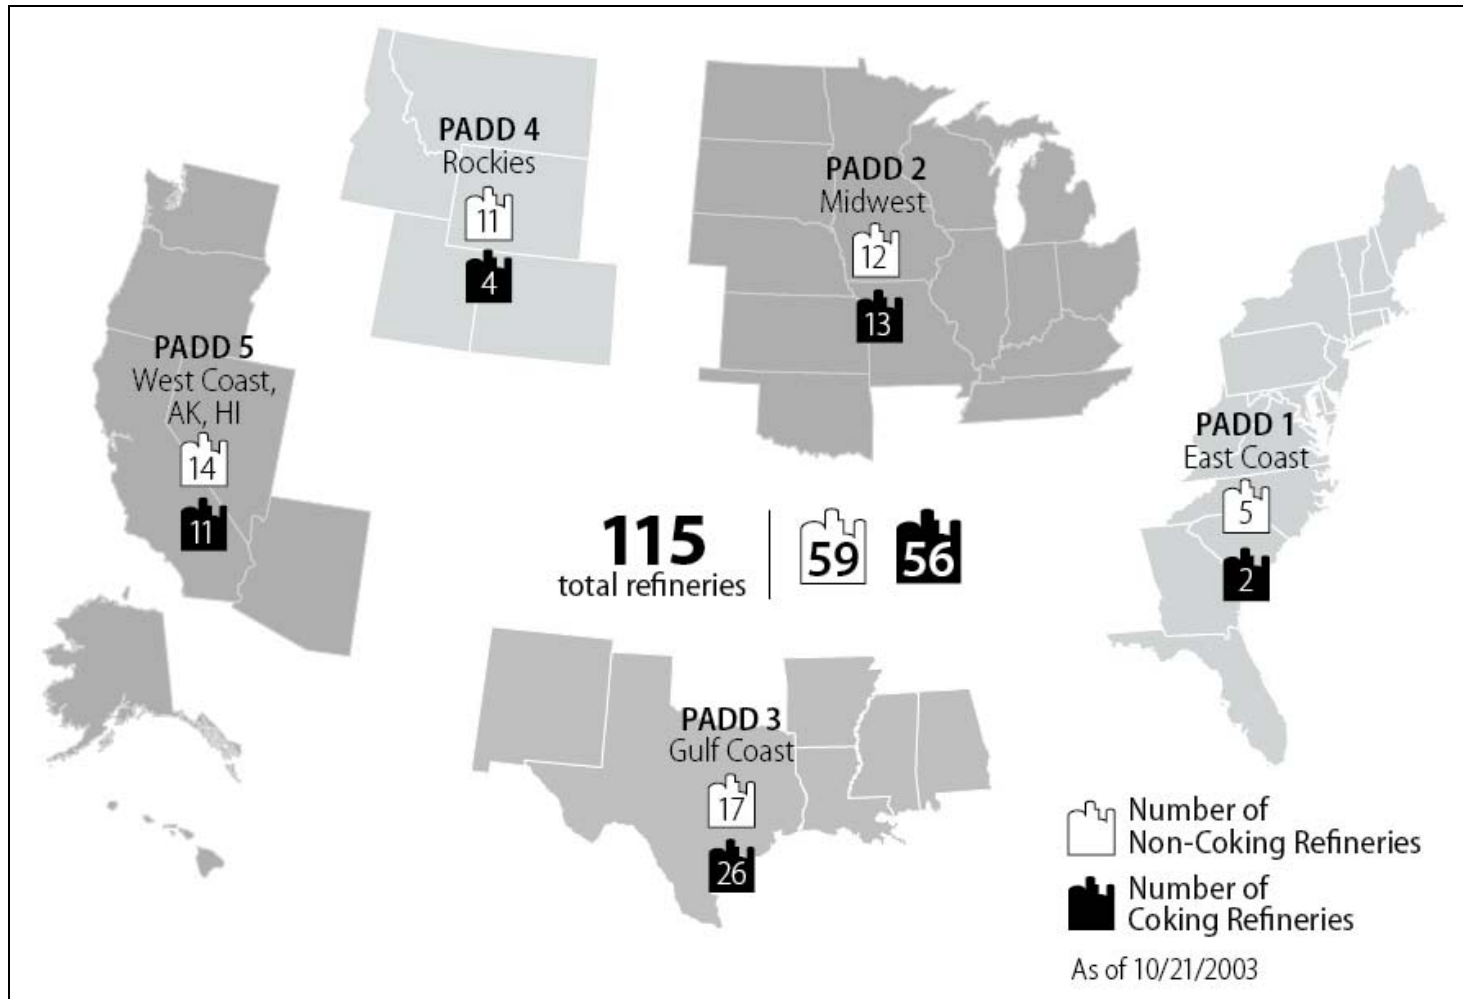 PADD 4
Rockies
11
4
PADD 2
Midwest
12
13
PADD 5
West Coast,
AK, HI
14
11
PADD 1
East Coast
5
2
115
total refineries
59 56
PADD 3
Gulf Coast
17
26
Number of
Non-Coking Refineries
Number of
Coking Refineries
As of 10/21/2003